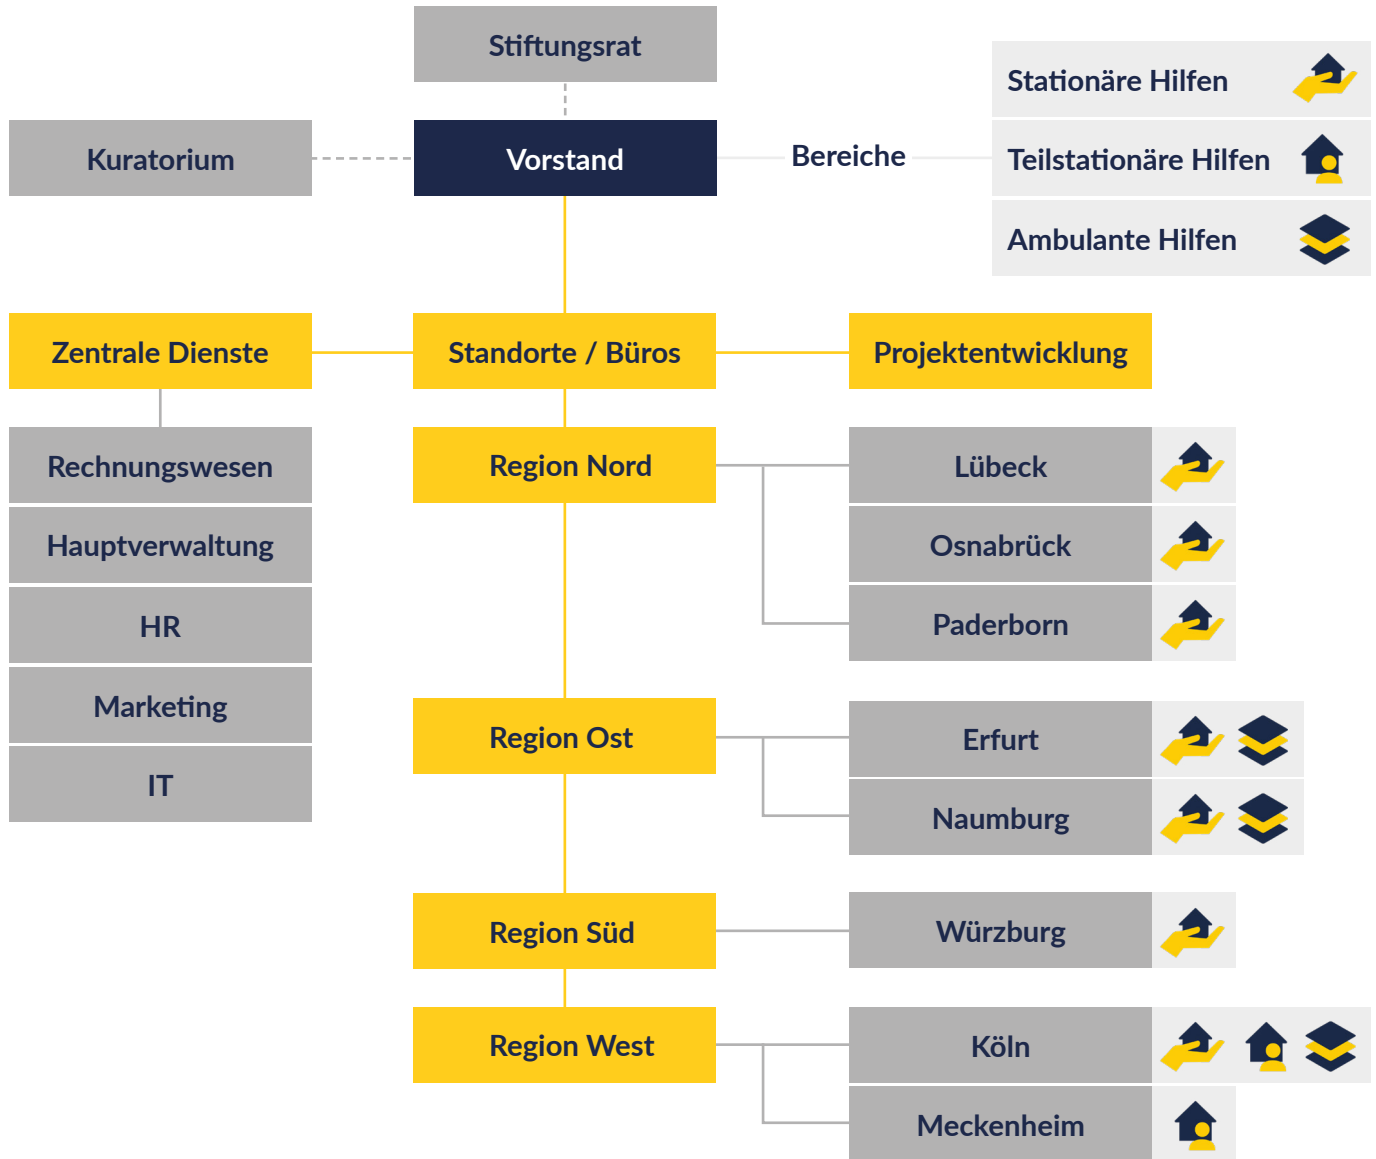 Stiftungsrat
Kuratorium
Vorstand
Bereiche
Stationäre Hilfen
Teilstationäre Hilfen
Ambulante Hilfen
Zentrale Dienste
Standorte / Büros
Projektentwicklung
Rechnungswesen
Hauptverwaltung
HR
Marketing
IT
Region Nord
Lübeck
Osnabrück
Paderborn
Region Ost
Erfurt
Naumburg
Region Süd
Würzburg
Region West
Köln
Meckenheim